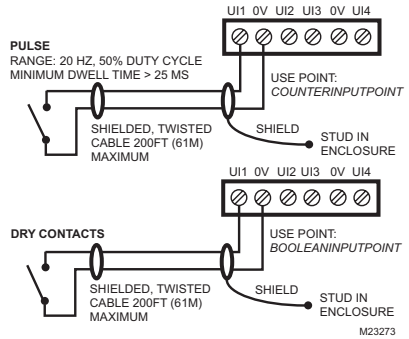 UI1 0V UI2 UI3 0V UI4
PULSE
RANGE: 20 HZ, 50% DUTY CYCLE
MINIMUM DWELL TIME > 25 MS
USE POINT:
COUNTERINPUTPOINT
SHIELDED, TWISTED
CABLE 200FT (61M)
MAXIMUM
SHIELD
STUD IN
ENCLOSURE
UI1 0V UI2 UI3 0V UI4
DRY CONTACTS
USE POINT:
BOOLEANINPUTPOINT
SHIELDED, TWISTED
CABLE 200FT (61M)
MAXIMUM
SHIELD
STUD IN
ENCLOSURE
M23273